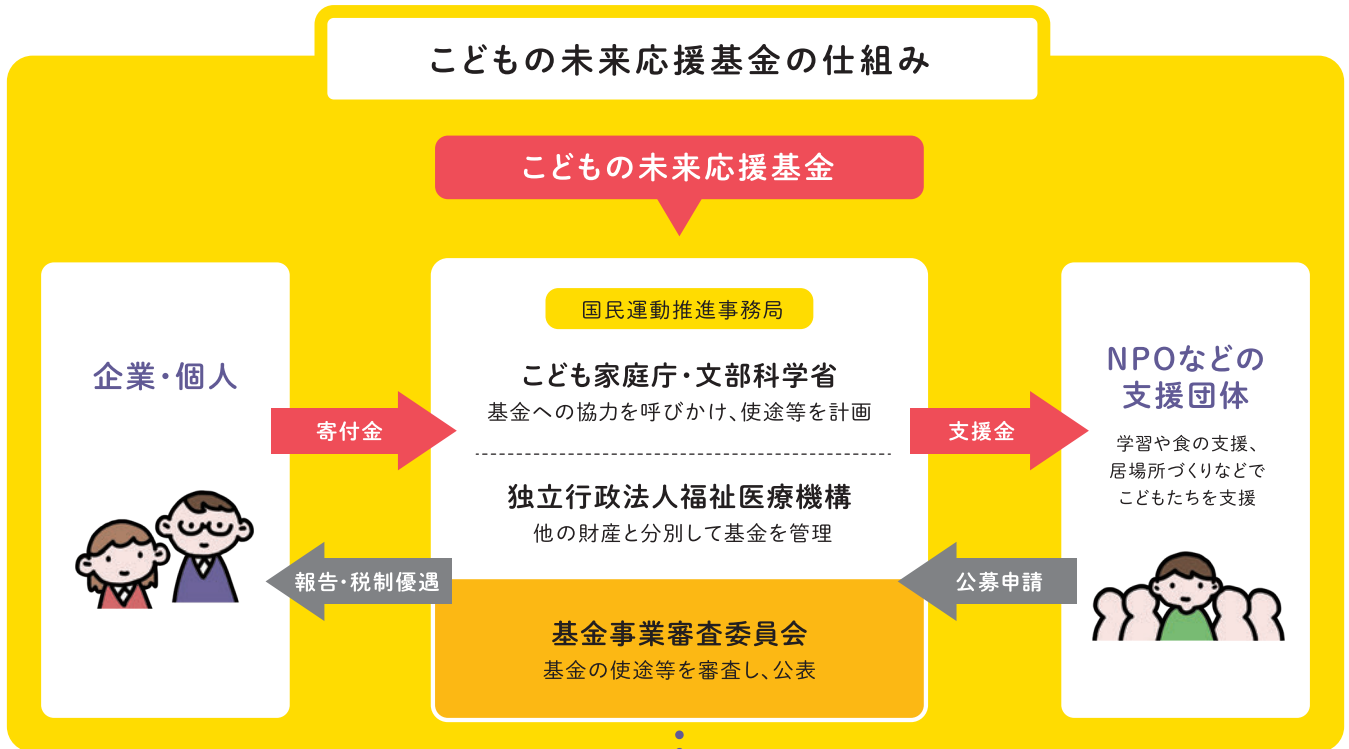 こどもの未来応援基金の仕組み
こどもの未来応援基金
企業・個人
寄付金
報告・税制優遇
国民運動推進事務局
こども家庭庁・文部科学省
基金への協力を呼びかけ、使途等を計画
独立行政法人福祉医療機構
他の財産と分別して基金を管理
基金事業審査委員会
基金の使途等を審査し、公表
支援金
公募申請
NPOなどの
支援団体
学習や食の支援、
居場所づくりなどで
こどもたちを支援